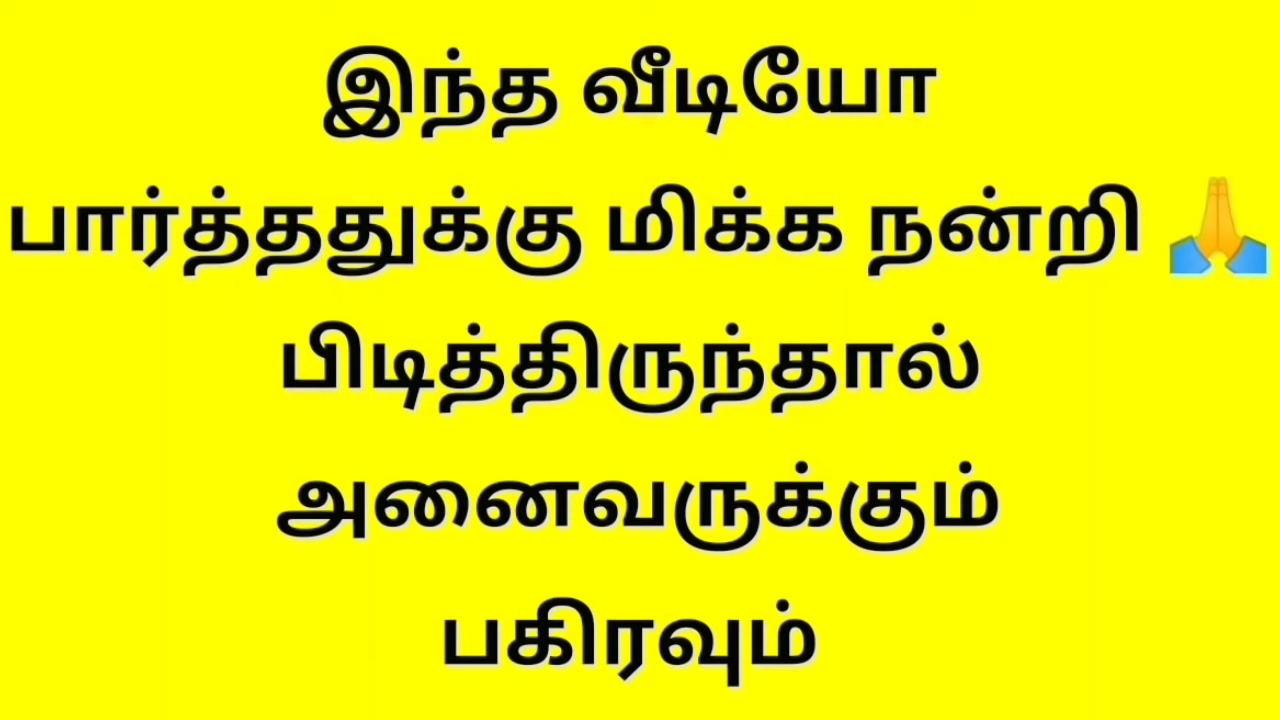 இந்த வீடியோ
பார்த்ததுக்கு மிக்க நன்றி 🙏
பிடித்திருந்தால்
அனைவருக்கும்
பகிரவும்